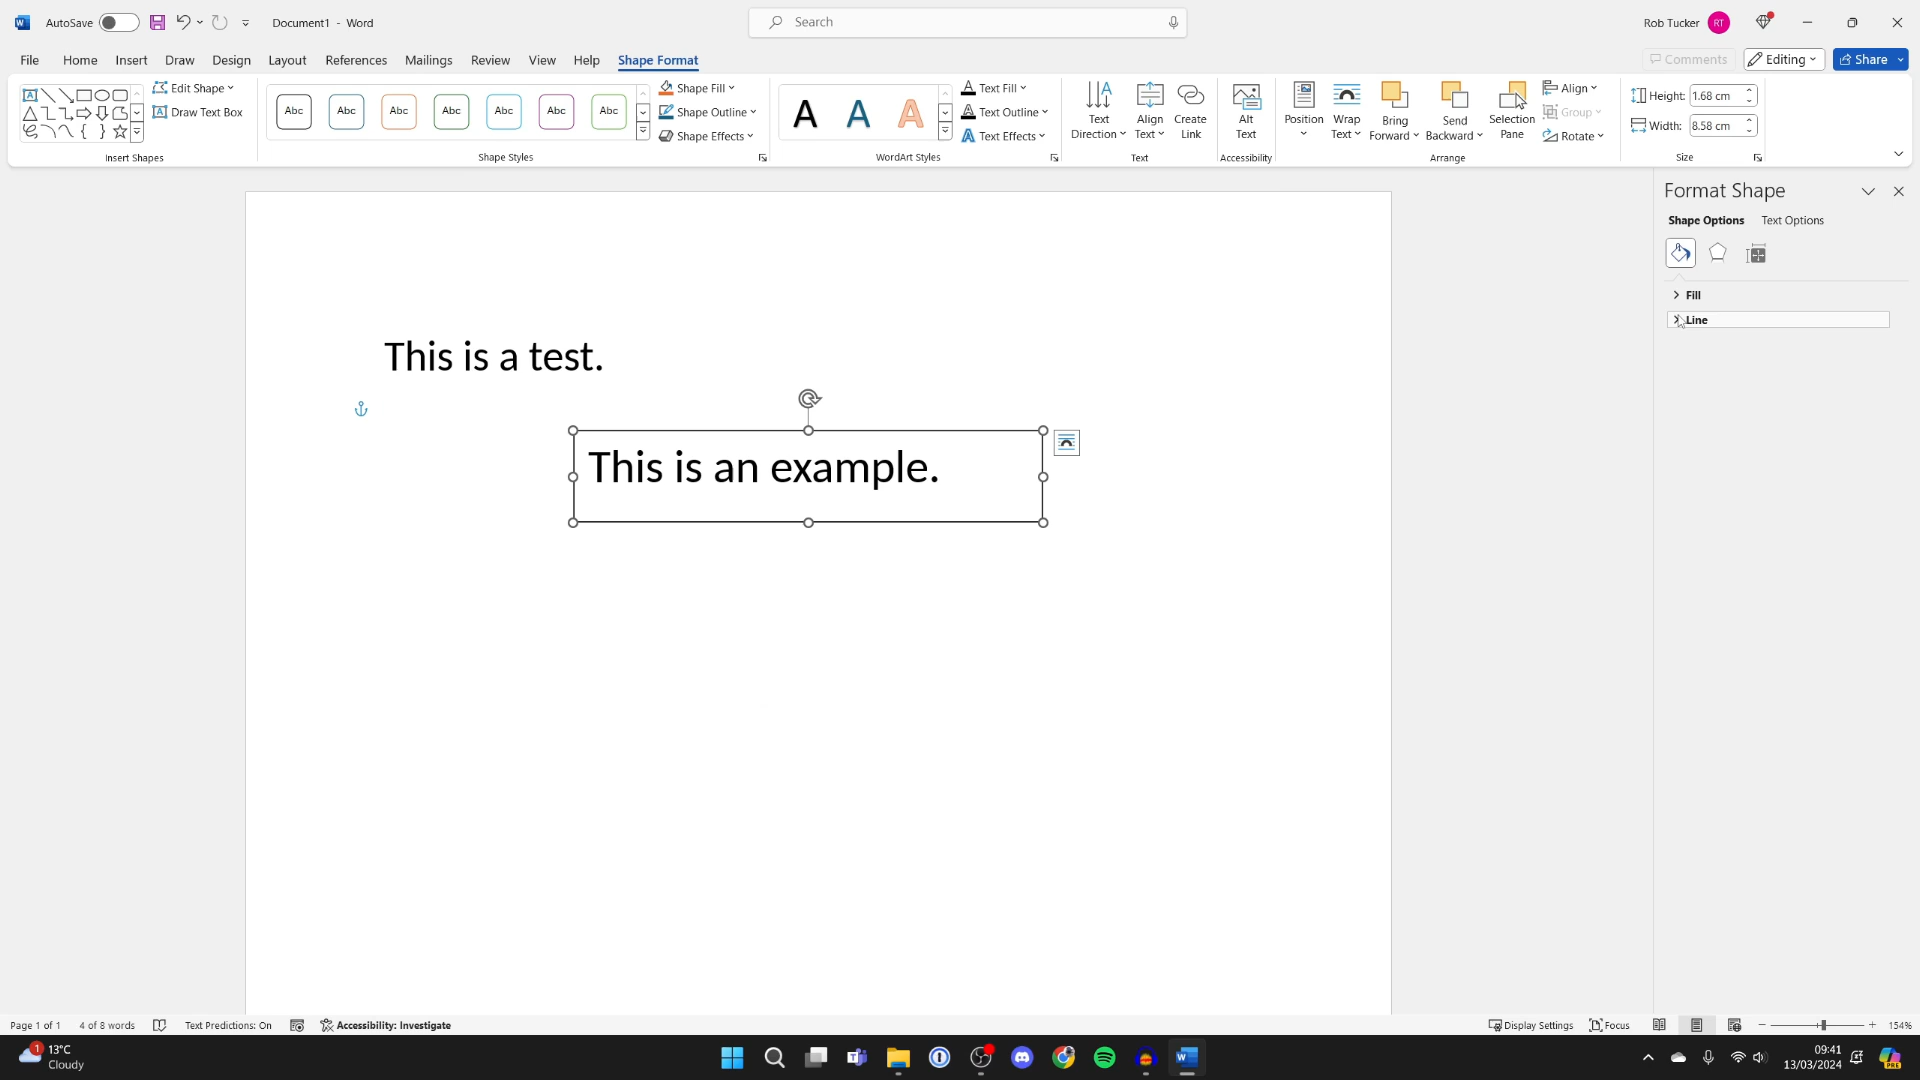 AutoSave
Document1 - Word
Search
Rob Tucker
RT
File
Home
Insert
Draw
Design
Layout
References
Mailings
Review
View
Help
Shape Format
Comments
Editing
Share
Edit Shape
Draw Text Box
Insert Shapes
Abc
Abc
Abc
Abc
Abc
Abc
Abc
Shape Fill
Shape Outline
Shape Effects
Shape Styles
A
A
A
Text Fill
Text Outline
Text Effects
WordArt Styles
Text
Direction
Align
Text
Create
Link
Text
Alt
Text
Accessibility
Position
Wrap
Text
Bring
Forward
Send
Backward
Selection
Pane
Align
Group
Rotate
Arrange
Height:
1.68 cm
Width:
8.58 cm
Size
Format Shape
Shape Options
Text Options
Fill
Line
This is a test.
This is an example.
Page 1 of 1
4 of 8 words
Text Predictions: On
Accessibility: Investigate
Display Settings
Focus
154%
1
13°C
Cloudy
09:41
13/03/2024
PRE